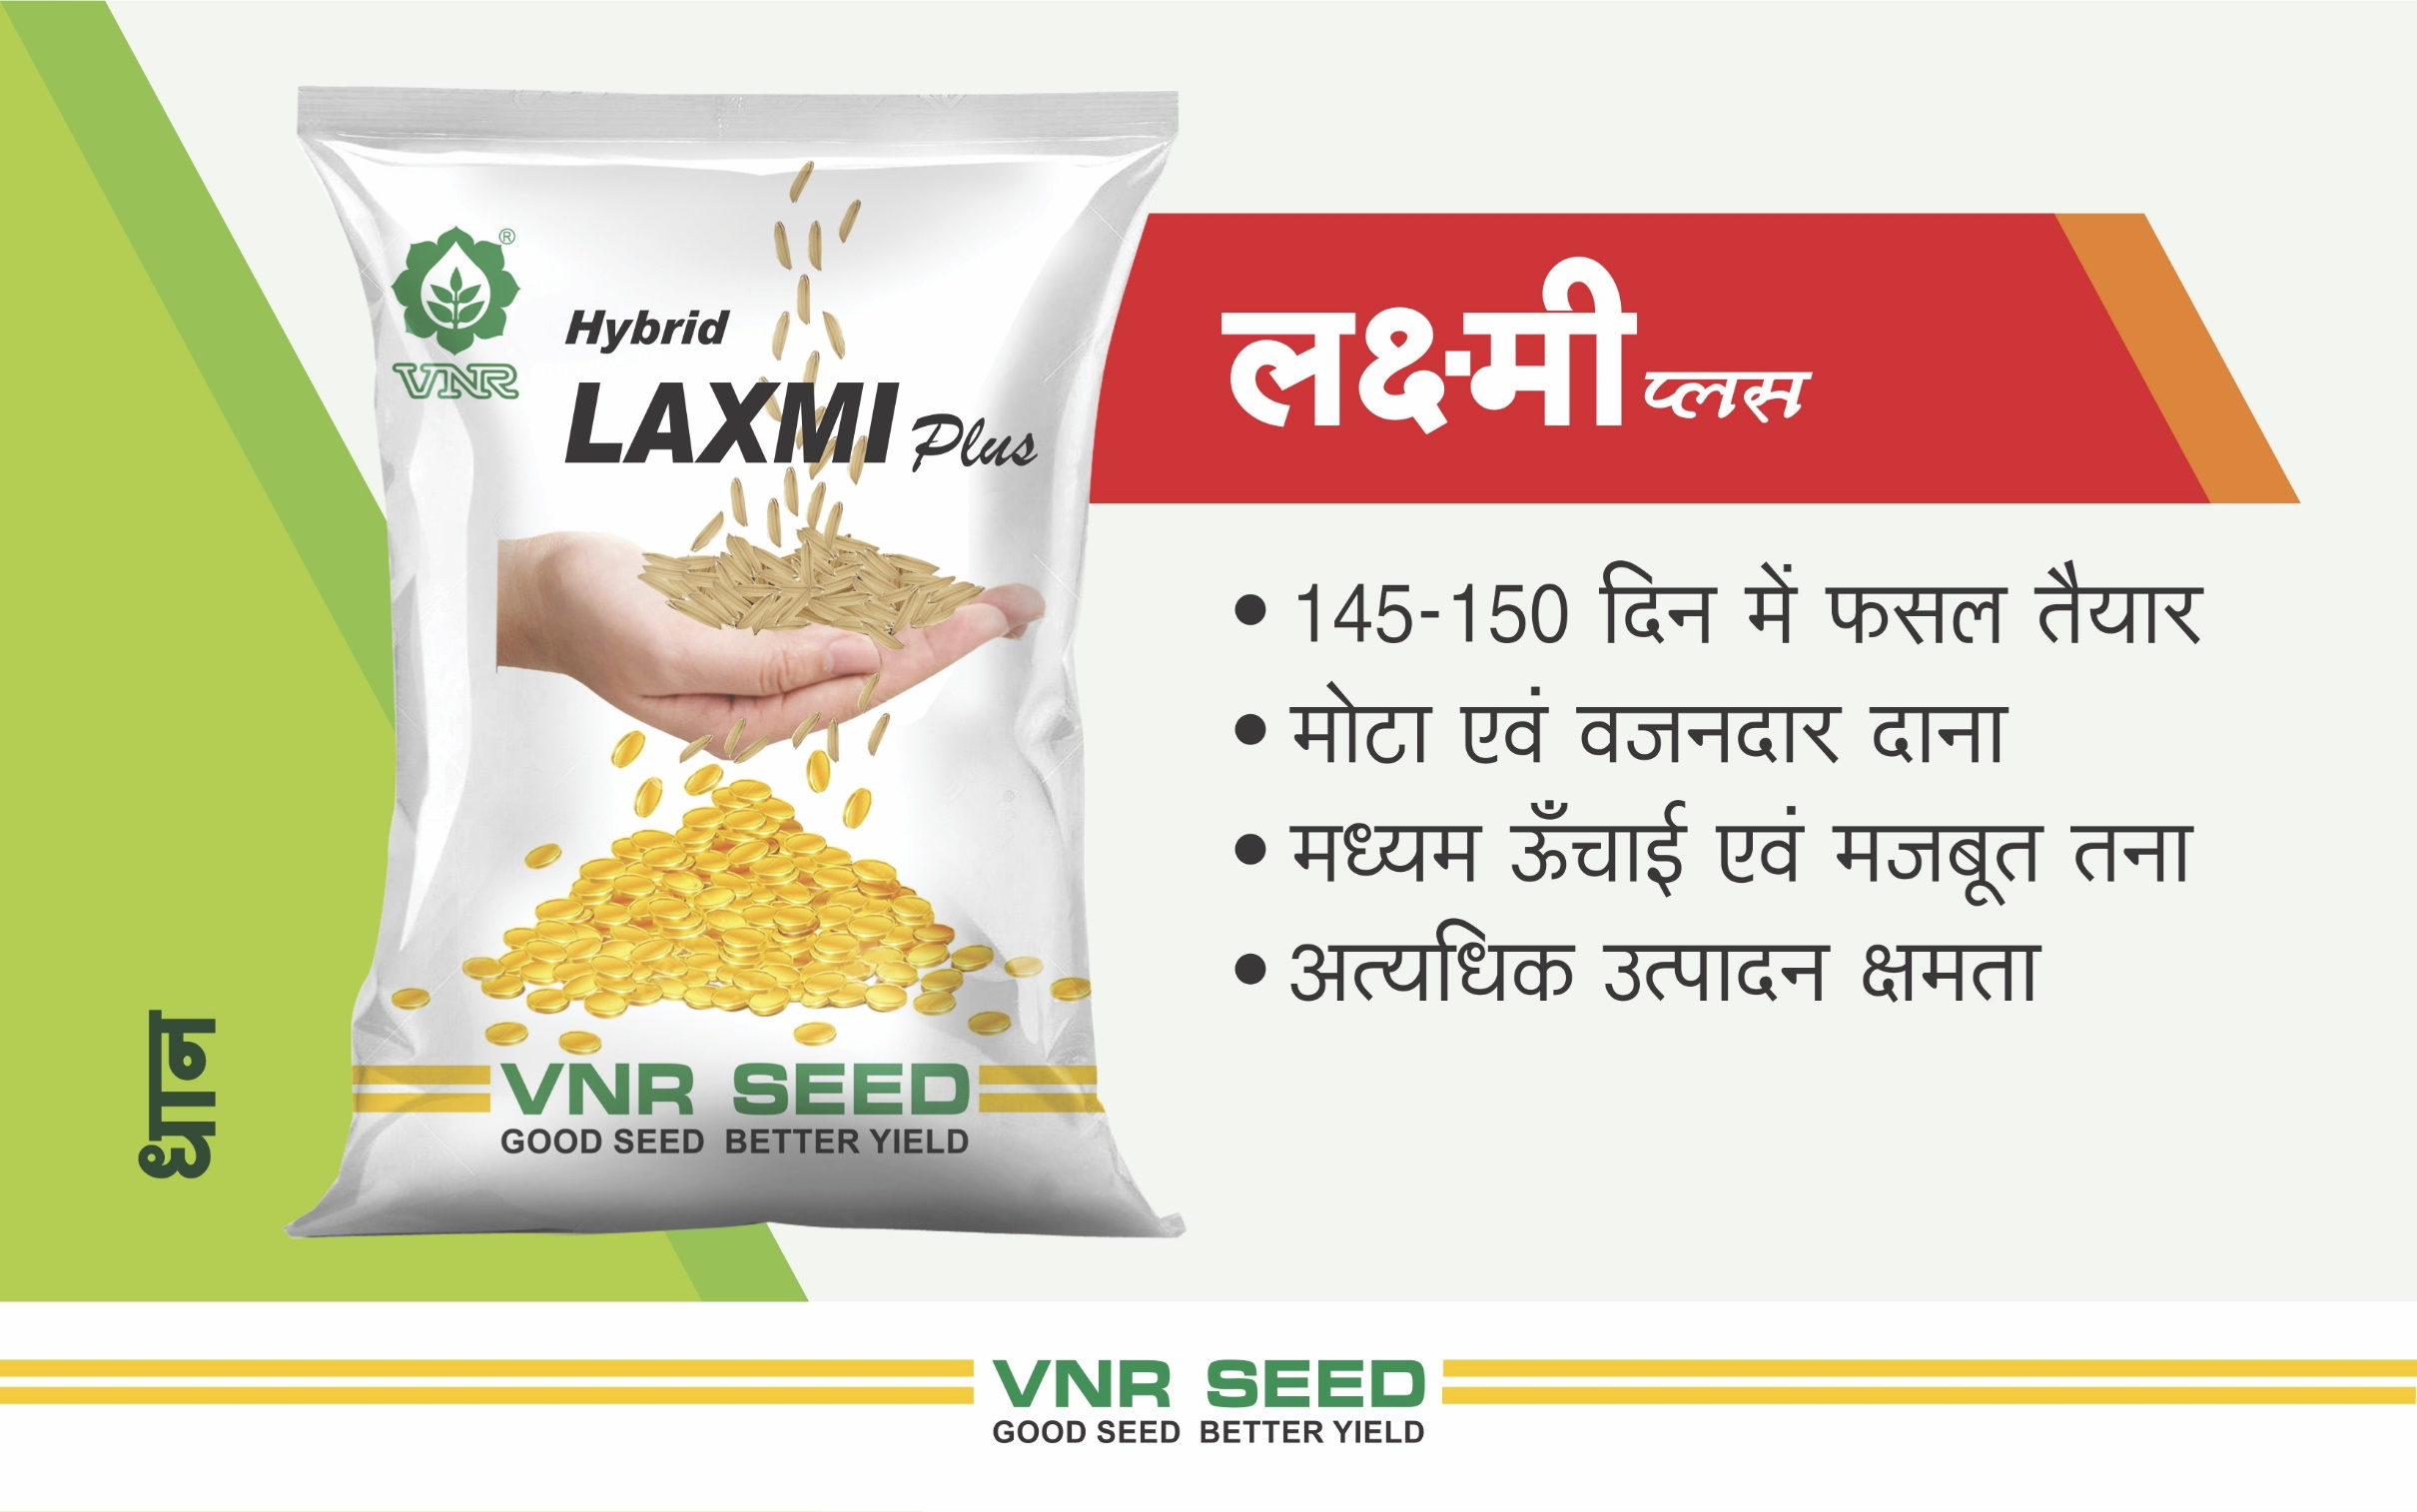 ®
VNR
Hybrid
LAXMI Plus
VNR SEED
GOOD SEED BETTER YIELD
धान
लक्ष्मी प्लस
• 145-150 दिन में फसल तैयार
• मोटा एवं वजनदार दाना
• मध्यम ऊँचाई एवं मजबूत तना
• अत्यधिक उत्पादन क्षमता
VNR SEED
GOOD SEED BETTER YIELD